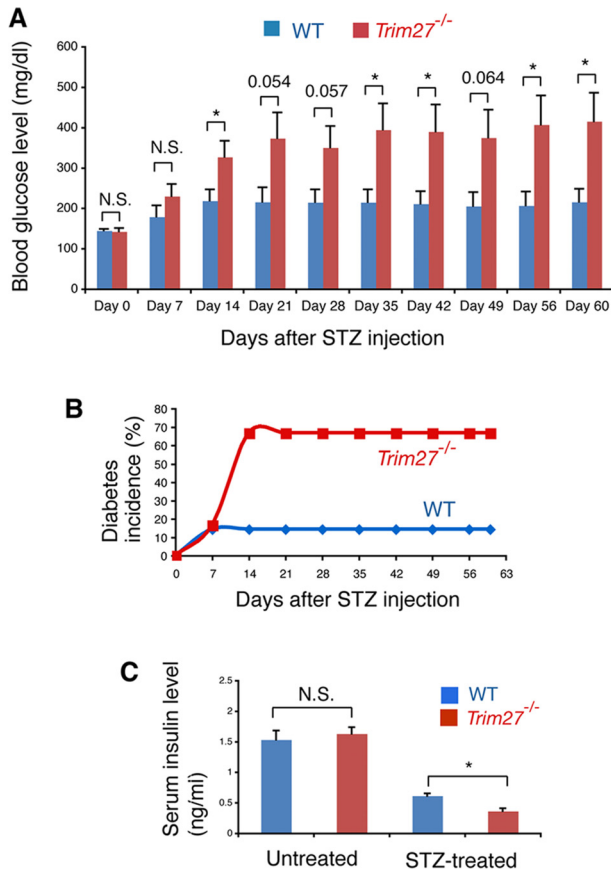 A
WT Trim27-/-
Blood glucose level (mg/dl)
600
500
400
300
200
100
0
N.S.
N.S.
*
0.054
0.057
*
*
0.064
*
*
Day 0 Day 7 Day 14 Day 21 Day 28 Day 35 Day 42 Day 49 Day 56 Day 60
Days after STZ injection
B
Diabetes
incidence (%)
80
70
60
50
40
30
20
10
0
Trim27-/-
WT
0 7 14 21 28 35 42 49 56 63
Days after STZ injection
C
Serum insulin level
(ng/mi)
2.5
2
1.5
1
0.5
0
N.S.
*
WT
Trim27-/-
Untreated STZ-treated